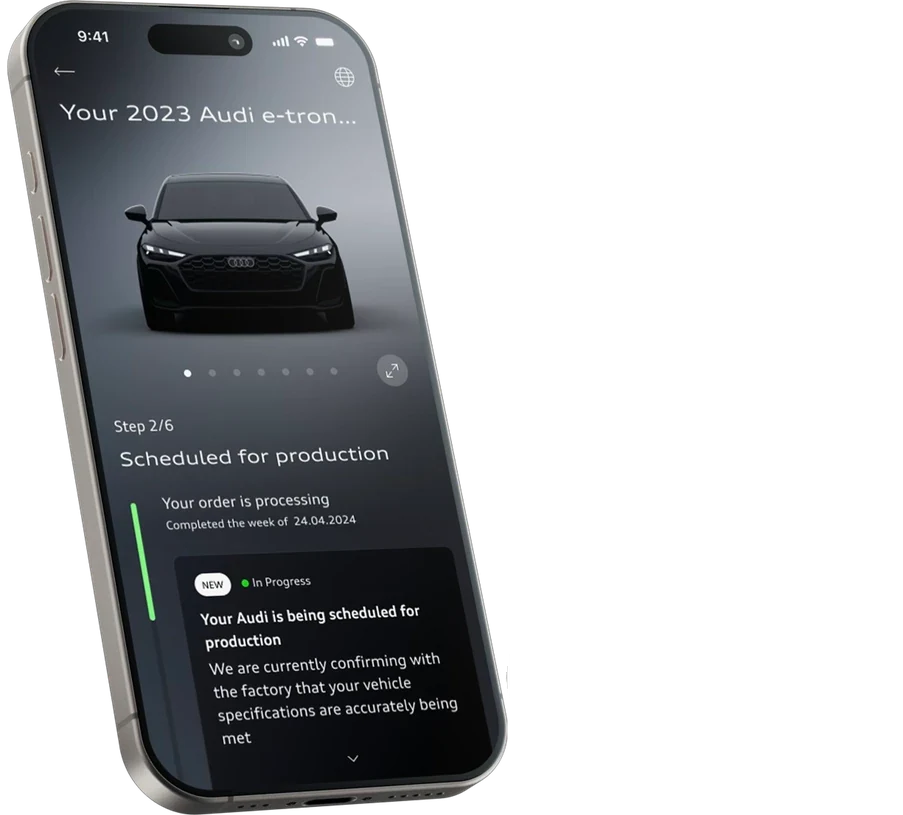 9:41
Your 2023 Audi e-tron...
Step 2/6
Scheduled for production
Your order is processing
Completed the week of 24.04.2024
NEW In Progress
Your Audi is being scheduled for
production
We are currently confirming with
the factory that your vehicle
specifications are accurately being
met